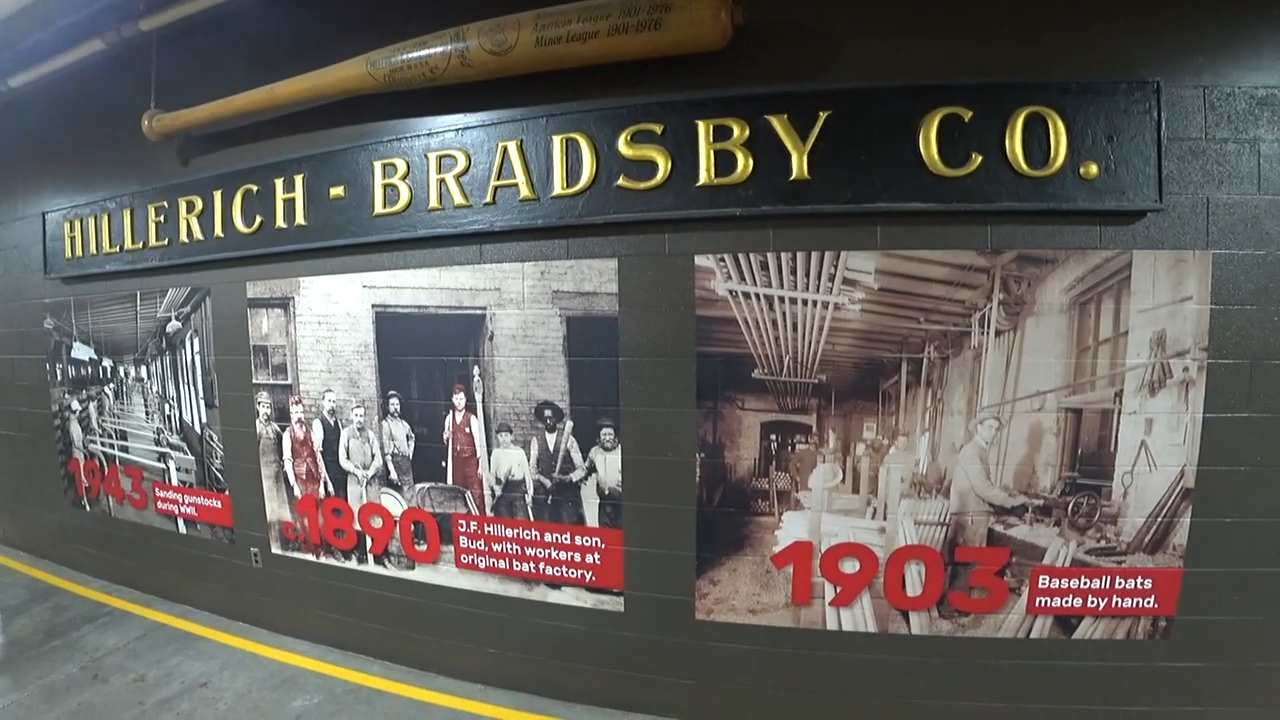 American League 1901-1976
Minor League 1901-1976
HILLERICH - BRADSBY CO.
1943
Sanding gunstocks
during WWII.
c.1890
J.F. Hillerich and son,
Bud, with workers at
original bat factory.
1903
Baseball bats
made by hand.